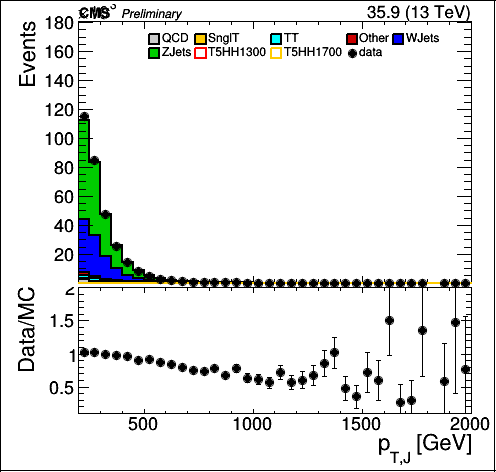 CMS Preliminary 35.9 (13 TeV)
×10³
Events
180
160
140
120
100
80
60
40
20
QCD SnglT TT Other WJets
ZJets T5HH1300 T5HH1700 data
Data/MC
2
1.5
1
0.5
500 1000 1500 2000
p_T,J [GeV]